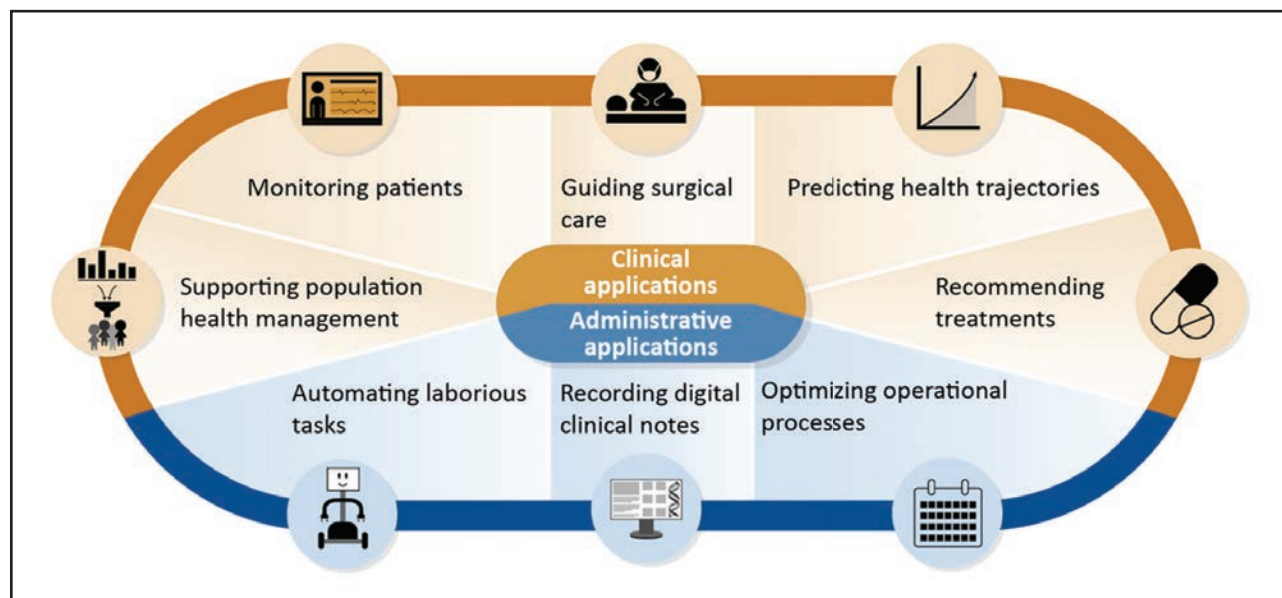 Monitoring patients
Guiding surgical
care
Predicting health trajectories
Supporting population
health management
Clinical
applications
Administrative
applications
Recommending
treatments
Automating laborious
tasks
Recording digital
clinical notes
Optimizing operational
processes